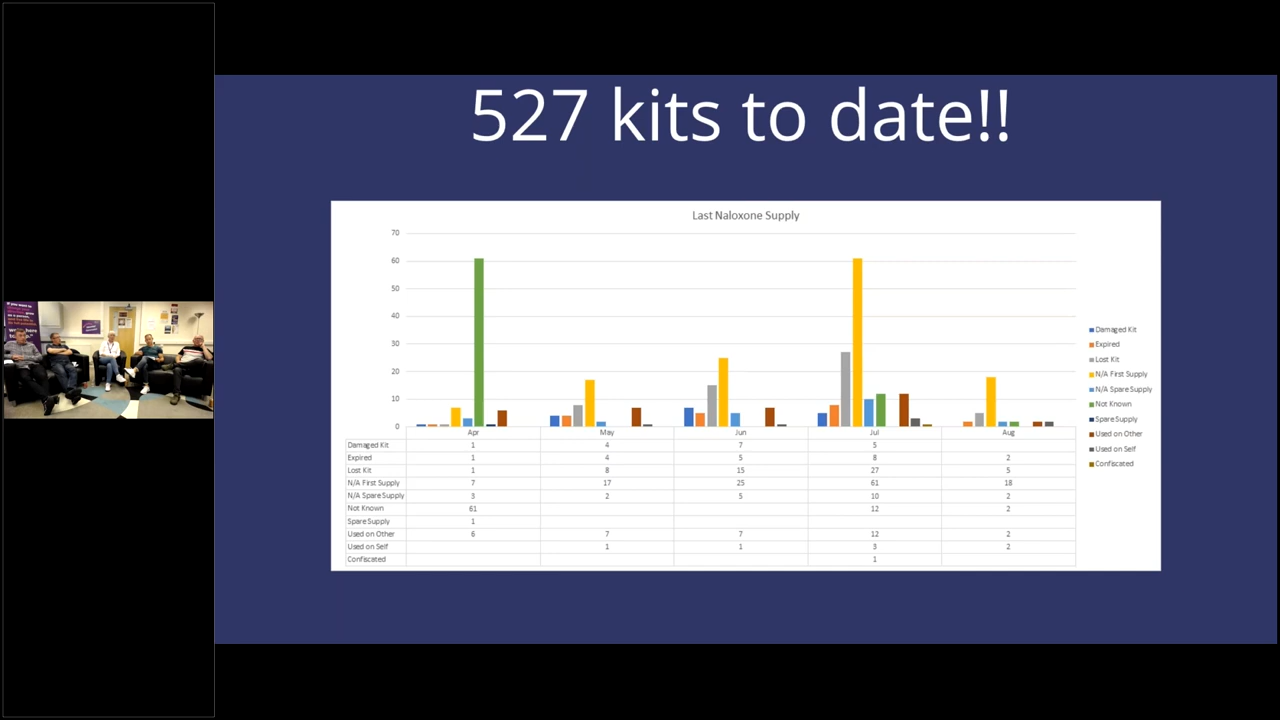 527 kits to date!!
Last Naloxone Supply
70
60
50
40
30
20
10
0
Apr May Jun Jul Aug
Damaged Kit 1 4 7 5
Expired 1 4 5 8 2
Lost Kit 1 8 15 27 5
N/A First Supply 7 17 25 61 18
N/A Spare Supply 3 2 5 10 2
Not Known 61 12 2
Spare Supply 1
Used on Other 6 7 7 12 2
Used on Self 1 1 3 2
Confiscated 1
Damaged Kit
Expired
Lost Kit
N/A First Supply
N/A Spare Supply
Not Known
Spare Supply
Used on Other
Used on Self
Confiscated
If you want to